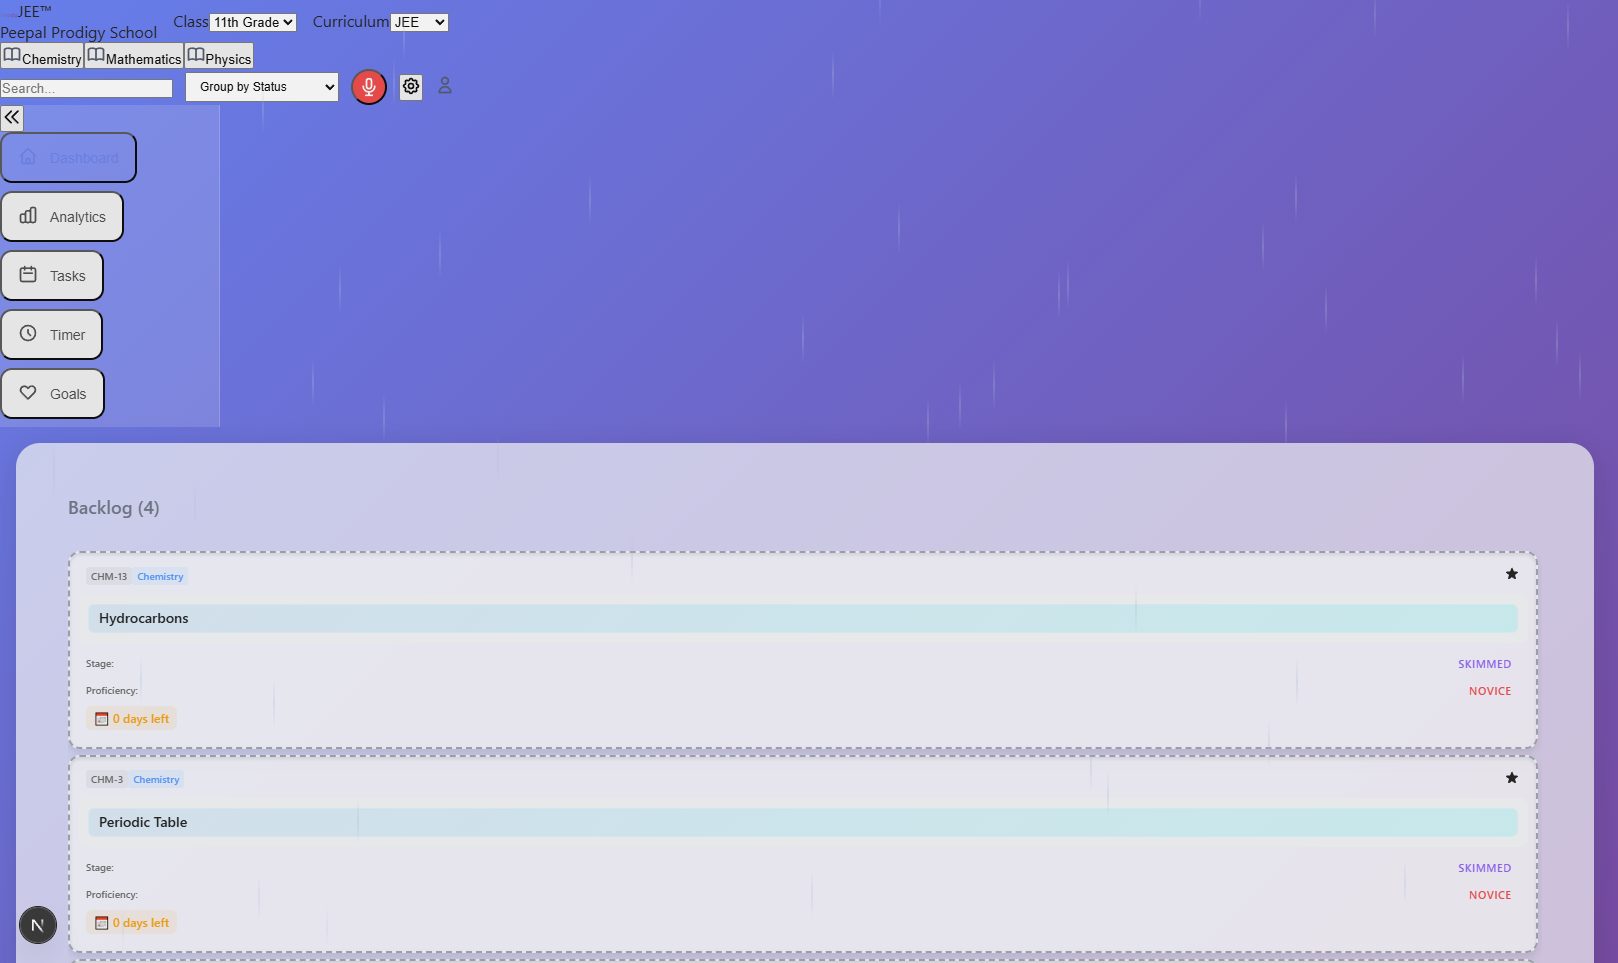 JEE™
Peepal Prodigy School
Class 11th Grade Curriculum JEE
Chemistry Mathematics Physics
Search... Group by Status
Dashboard
Analytics
Tasks
Timer
Goals
Backlog (4)
CHM-13 Chemistry
Hydrocarbons
Stage: SKIMMED
Proficiency: NOVICE
0 days left
CHM-3 Chemistry
Periodic Table
Stage: SKIMMED
Proficiency: NOVICE
0 days left
N